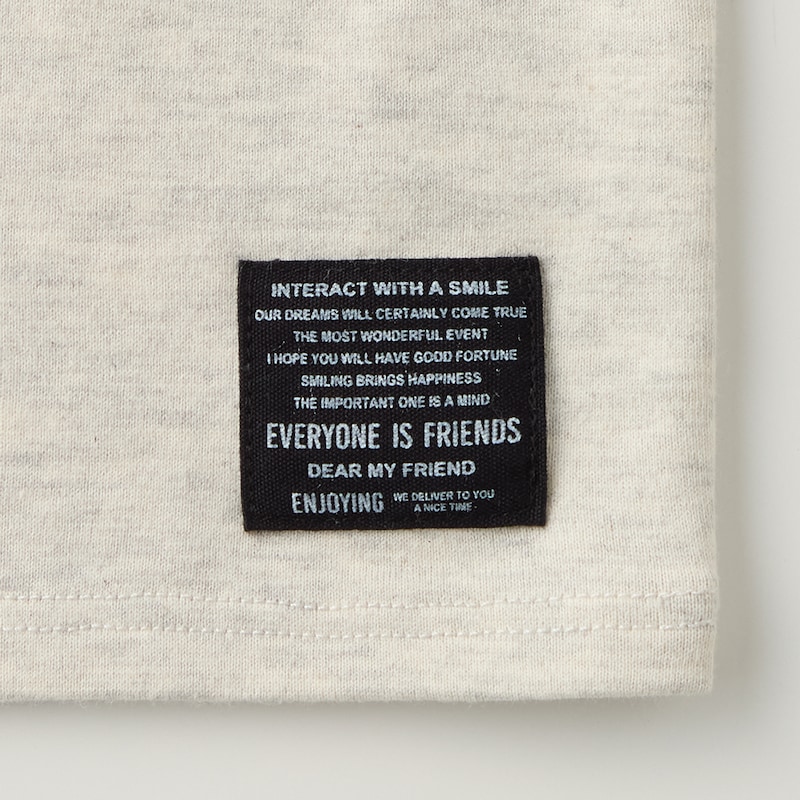 INTERACT WITH A SMILE
OUR DREAMS WILL CERTAINLY COME TRUE
THE MOST WONDERFUL EVENT
I HOPE YOU WILL HAVE GOOD FORTUNE
SMILING BRINGS HAPPINESS
THE IMPORTANT ONE IS A MIND
EVERYONE IS FRIENDS
DEAR MY FRIEND
ENJOYING WE DELIVER TO YOU
A NICE TIME